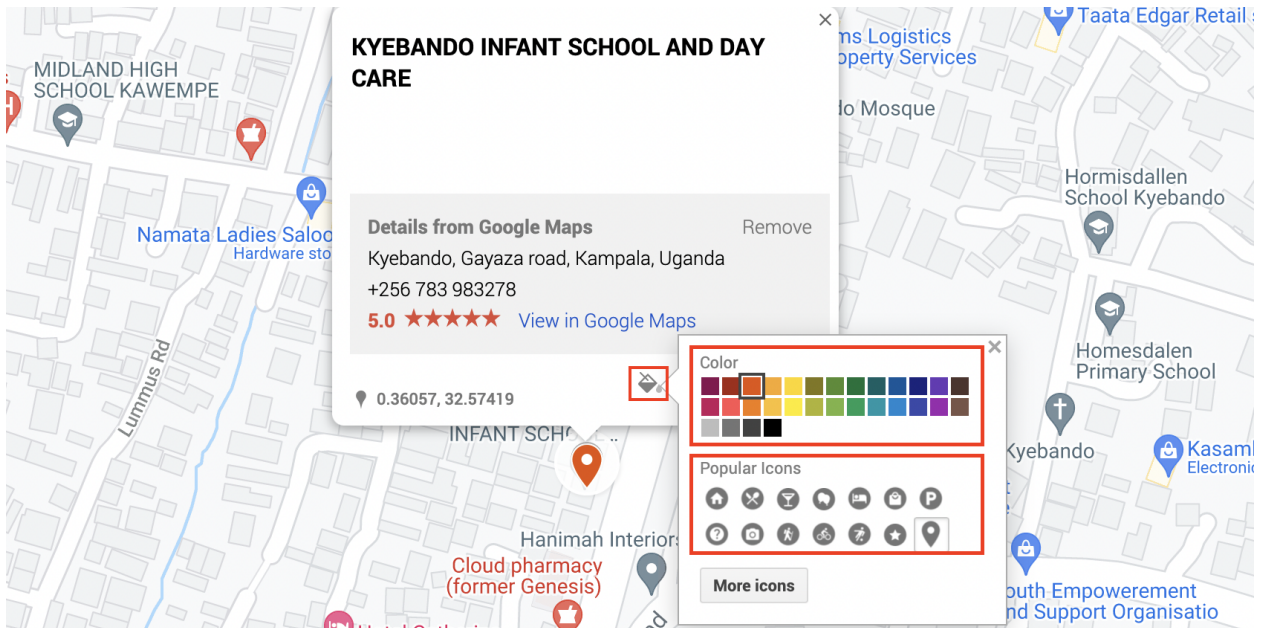 KYEBANDO INFANT SCHOOL AND DAY
CARE
Details from Google Maps
Remove
Kyebando, Gayaza road, Kampala, Uganda
+256 783 983278
5.0
View in Google Maps
0.36057, 32.57419
Color
Popular Icons
P
?
More icons
MIDLAND HIGH
SCHOOL KAWEMPE
H
Namata Ladies Saloo
Hardware sto
Lummus Rd
INFANT SCHO
Hanimah Interiors
Cloud pharmacy
(former Genesis)
Taata Edgar Retail
ms Logistics
operty Services
do Mosque
Hormisdallen
School Kyebando
Homesdalen
Primary School
Kyebando
Kasam
Electronic
outh Empowerment
nd Support Organisatio